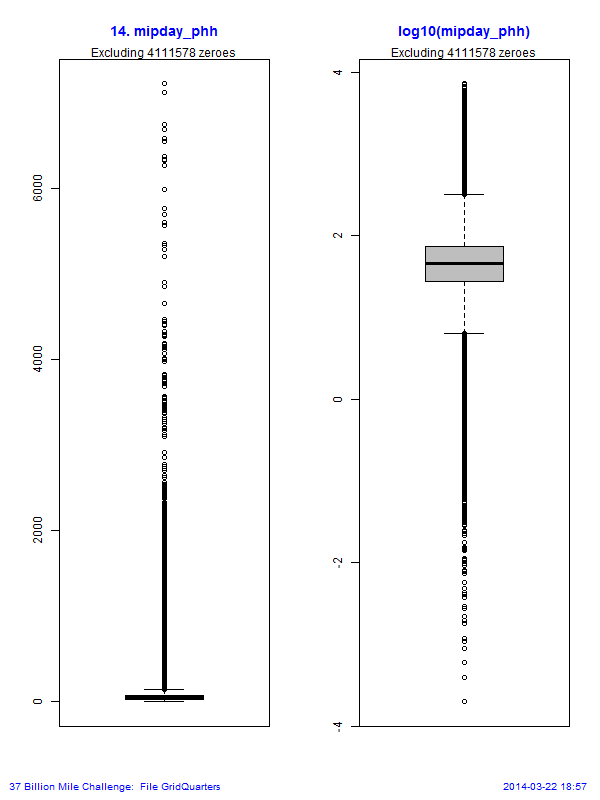 14. mipday_phh
Excluding 4111578 zeroes
0
2000
4000
6000
log10(mipday_phh)
Excluding 4111578 zeroes
-4
-2
0
2
4
37 Billion Mile Challenge: File GridQuarters
2014-03-22 18:57